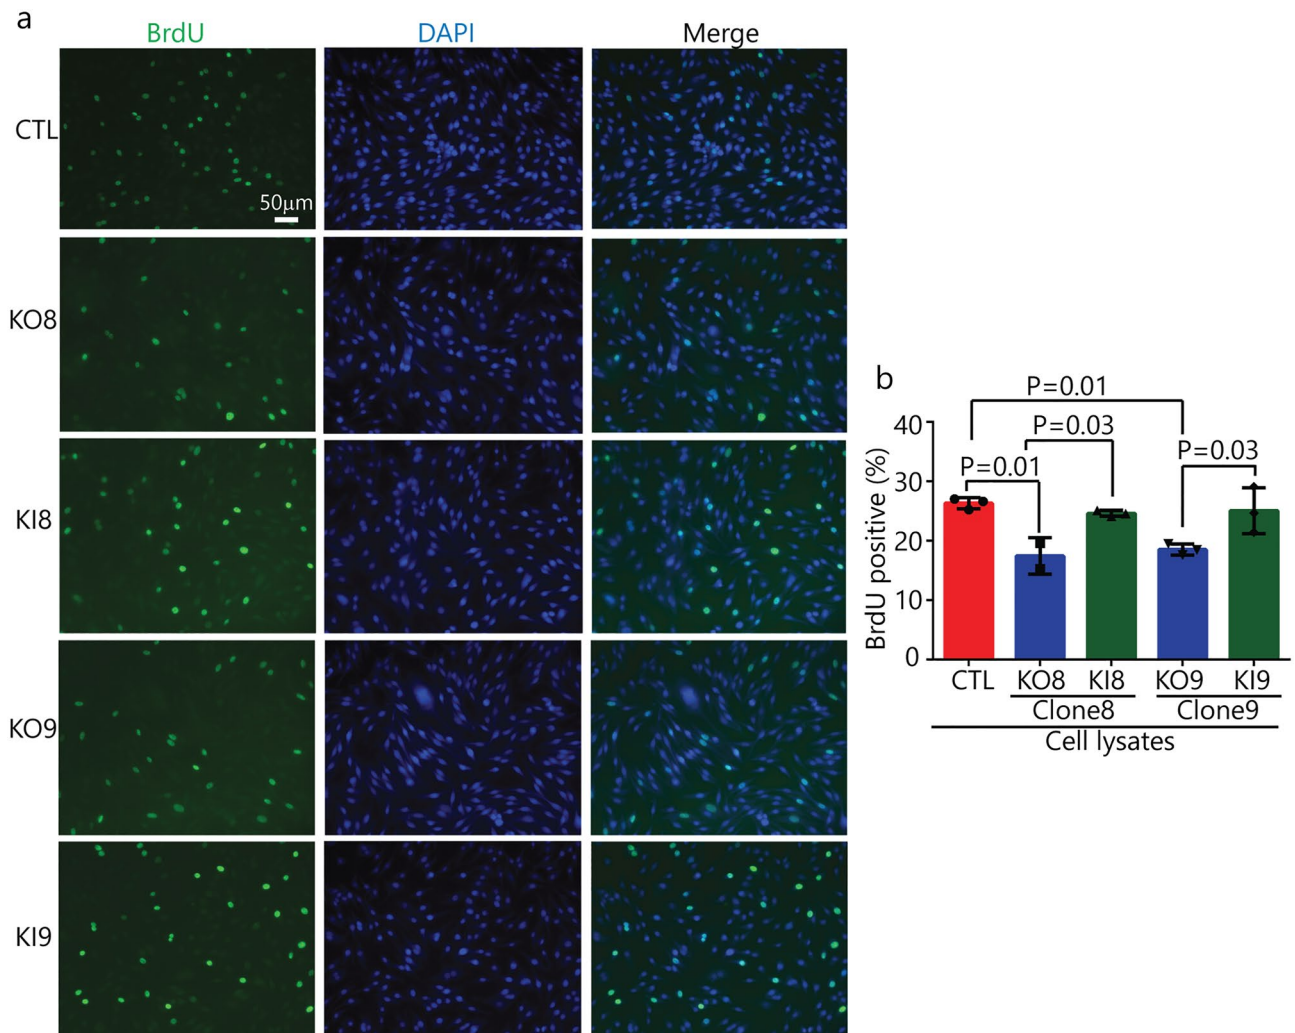 a
BrdU DAPI Merge
CTL
50μm
KO8
KI8
KO9
KI9
b
P=0.01
P=0.03
P=0.01
P=0.03
BrdU positive (%)
40
30
20
10
0
CTL KO8 KI8 KO9 KI9
Clone8 Clone9
Cell lysates